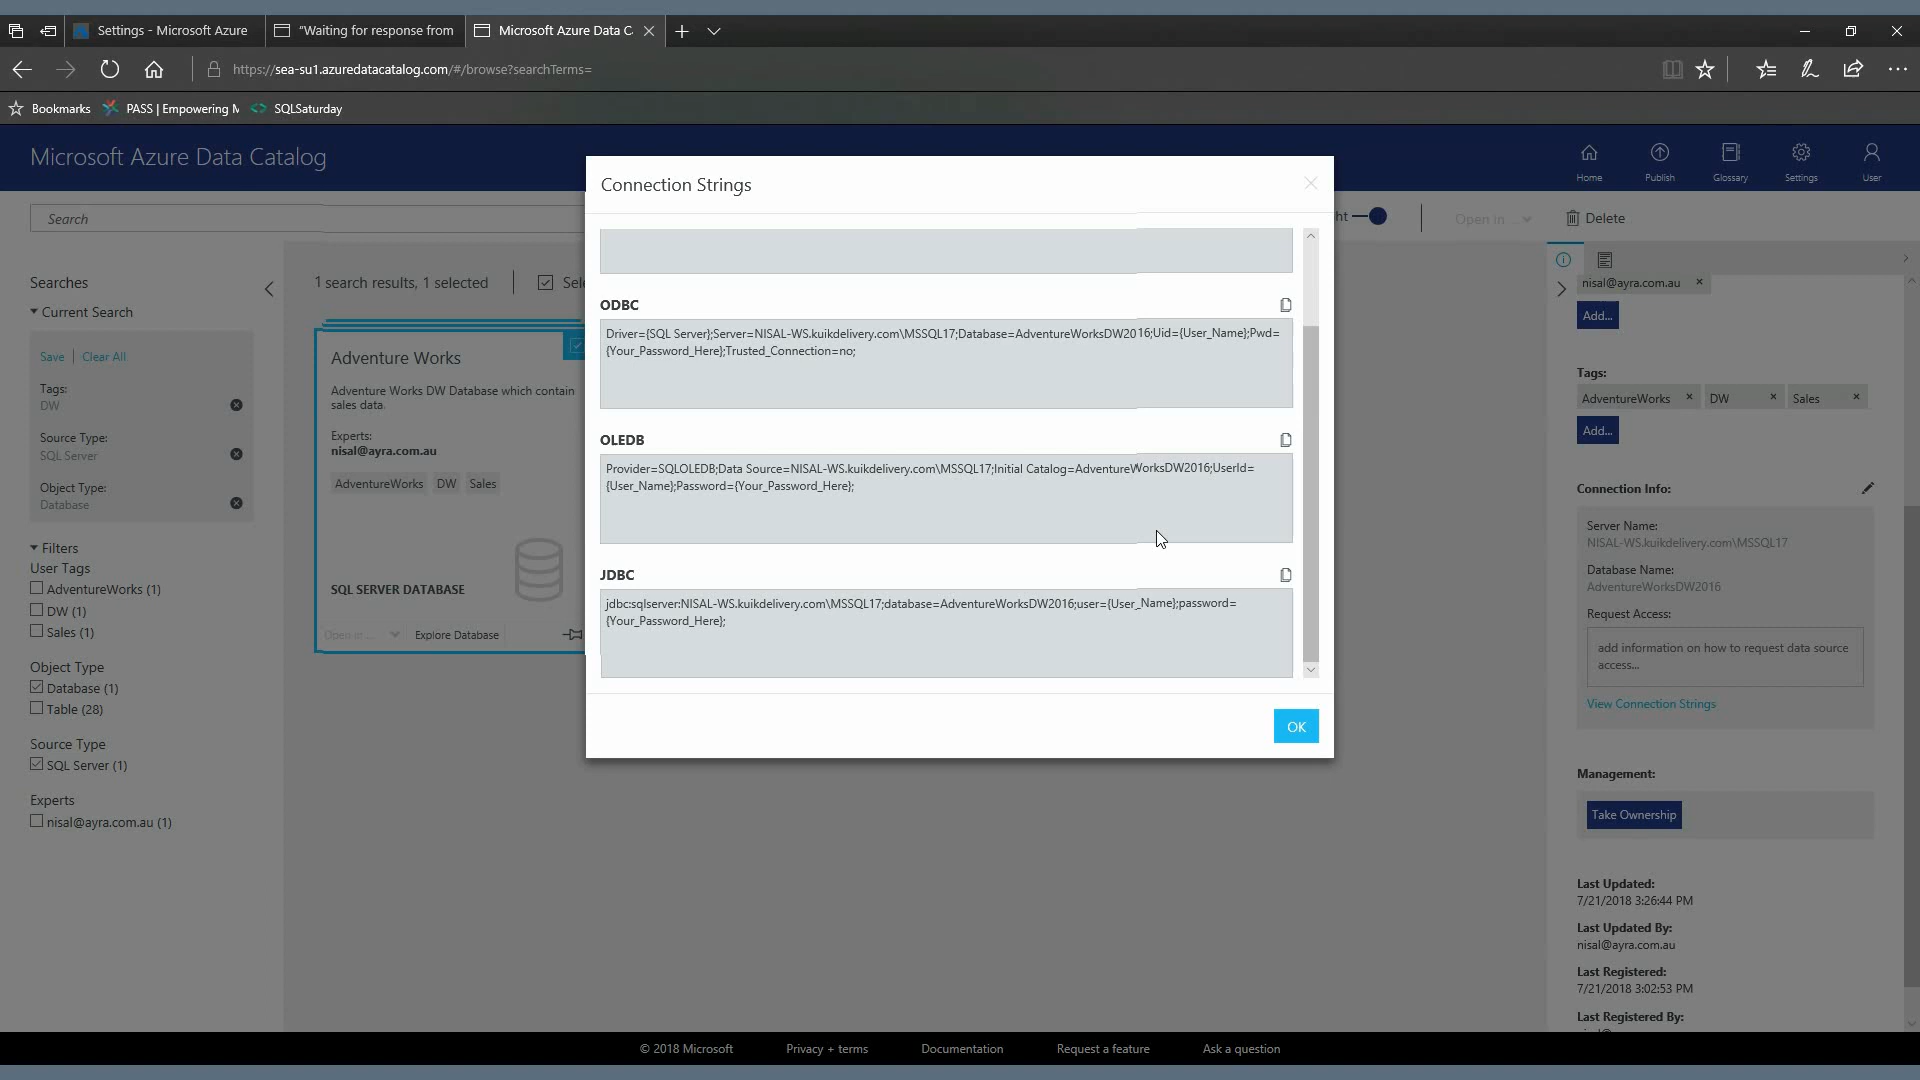 Settings - Microsoft Azure
"Waiting for response from
Microsoft Azure Data C
https://sea-su1.azuredatacatalog.com/#/browse?searchTerms=
Bookmarks
PASS | Empowering M
SQLSaturday
Microsoft Azure Data Catalog
Home
Publish
Glossary
Settings
User
Search
ht
Open in ...
Delete
Searches
Current Search
Save | Clear All
Tags:
DW
Source Type:
SQL Server
Object Type:
Database
Filters
User Tags
AdventureWorks (1)
DW (1)
Sales (1)
Object Type
Database (1)
Table (28)
Source Type
SQL Server (1)
Experts
nisal@ayra.com.au (1)
1 search results, 1 selected
Sele
Adventure Works
Adventure Works DW Database which contain
sales data.
Experts:
nisal@ayra.com.au
AdventureWorks DW Sales
SQL SERVER DATABASE
Open in ...
Explore Database
Connection Strings
ODBC
Driver={SQL Server};Server=NISAL-WS.kuikdelivery.com\MSSQL17;Database=AdventureWorksDW2016;Uid={User_Name};Pwd=
{Your_Password_Here};Trusted_Connection=no;
OLEDB
Provider=SQLOLEDB;Data Source=NISAL-WS.kuikdelivery.com\MSSQL17;Initial Catalog=AdventureWorksDW2016;UserId=
{User_Name};Password={Your_Password_Here};
JDBC
jdbc:sqlserver:NISAL-WS.kuikdelivery.com\MSSQL17;database=AdventureWorksDW2016;user={User_Name};password=
{Your_Password_Here};
OK
nisal@ayra.com.au
Add...
Tags:
AdventureWorks
DW
Sales
Add...
Connection Info:
Server Name:
NISAL-WS.kuikdelivery.com\MSSQL17
Database Name:
AdventureWorksDW2016
Request Access:
add information on how to request data source
access...
View Connection Strings
Management:
Take Ownership
Last Updated:
7/21/2018 3:26:44 PM
Last Updated By:
nisal@ayra.com.au
Last Registered:
7/21/2018 3:02:53 PM
Last Registered By:
© 2018 Microsoft
Privacy + terms
Documentation
Request a feature
Ask a question